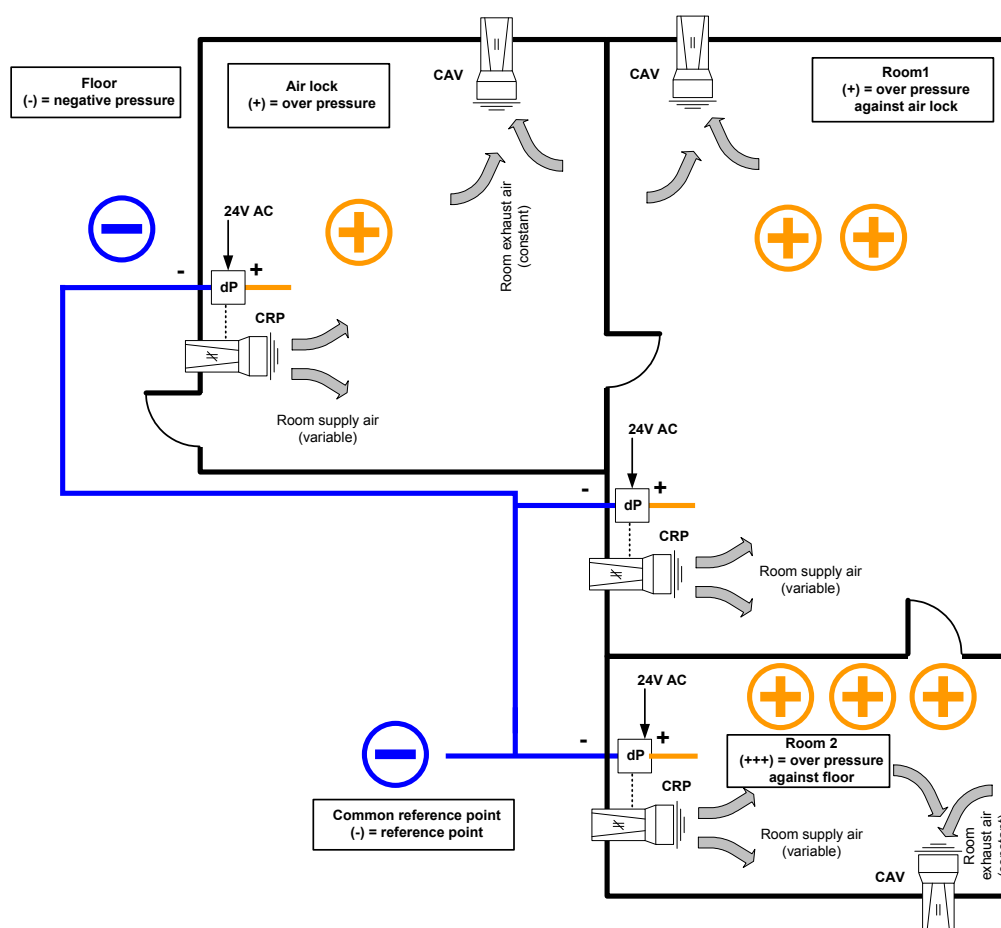 Floor
(-) = negative pressure
Air lock
(+) = over pressure
CAV
CAV
Room1
(+) = over pressure
against air lock
Room exhaust air
(constant)
24V AC
-
+
dP
CRP
Room supply air
(variable)
24V AC
-
+
dP
CRP
Room supply air
(variable)
24V AC
-
+
dP
Room 2
(+++) = over pressure
against floor
CRP
Common reference point
(-) = reference point
Room supply air
(variable)
Room
exhaust air
(constant)
CAV